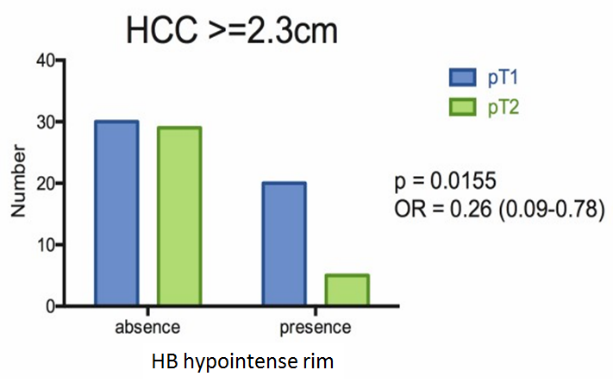 HCC >=2.3cm
40
30
20
10
0
Number
absence
presence
HB hypointense rim
pT1
pT2
p = 0.0155
OR = 0.26 (0.09-0.78)